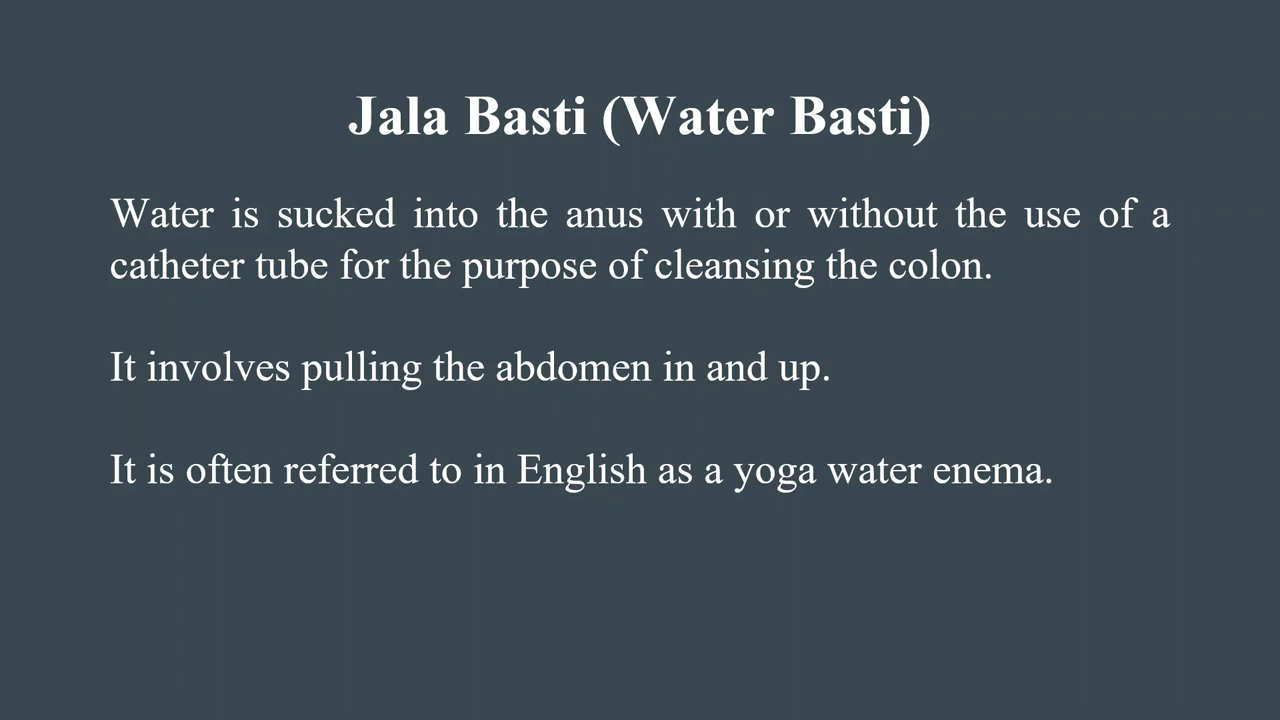 Jala Basti (Water Basti)
Water is sucked into the anus with or without the use of a
catheter tube for the purpose of cleansing the colon.
It involves pulling the abdomen in and up.
It is often referred to in English as a yoga water enema.